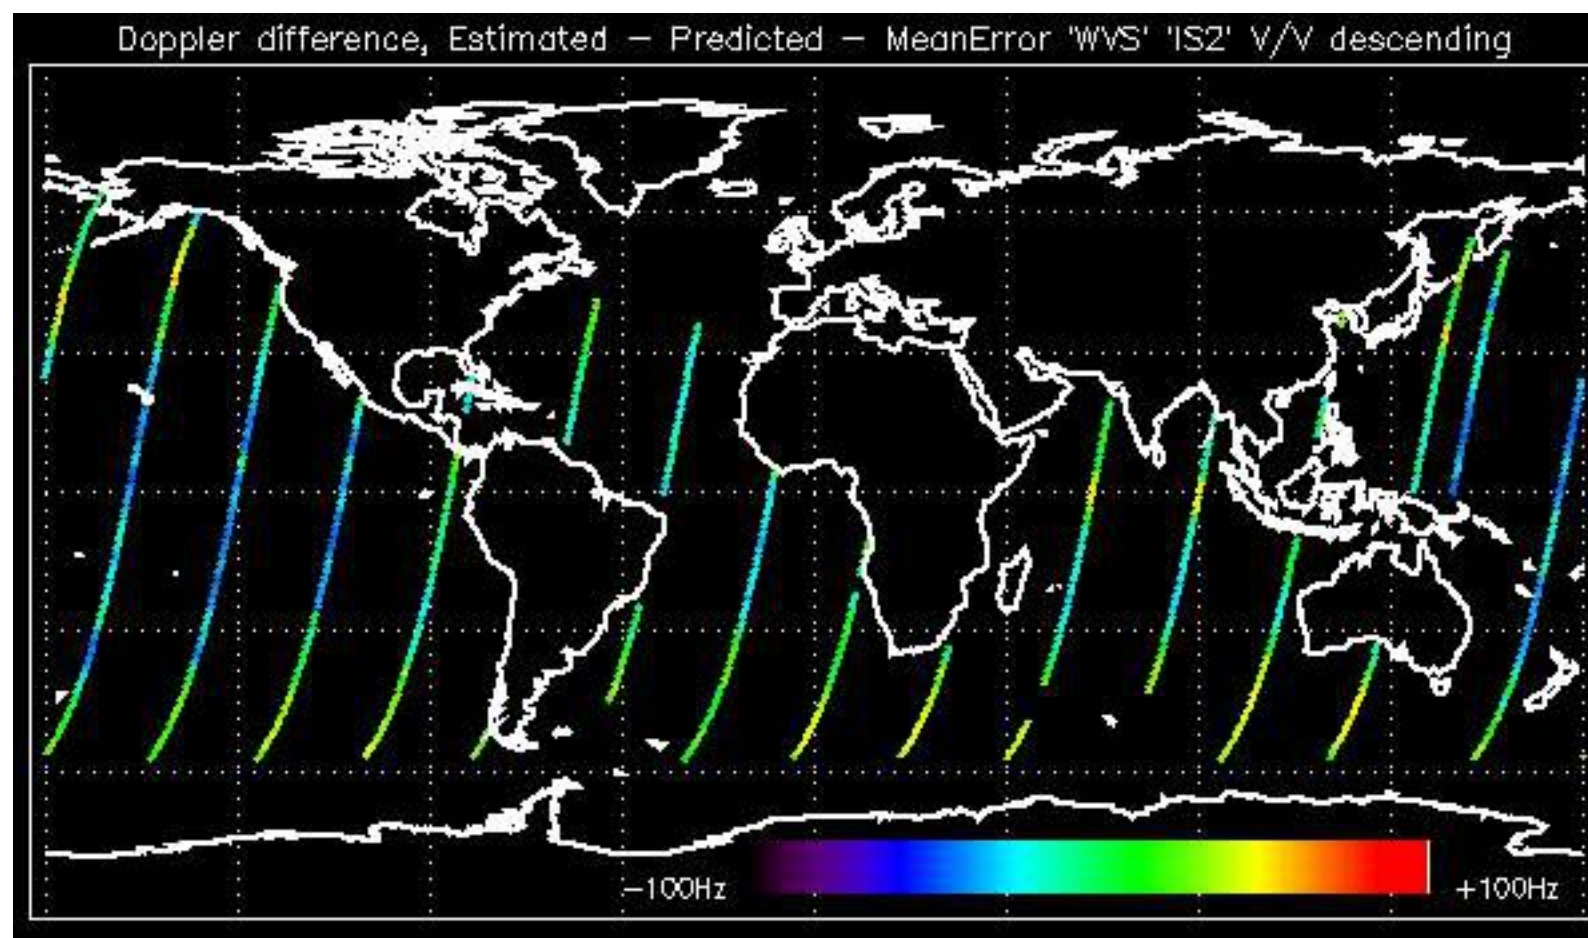 Doppler difference, Estimated – Predicted – MeanError 'WVS' 'IS2' V/V descending
–100Hz
+100Hz